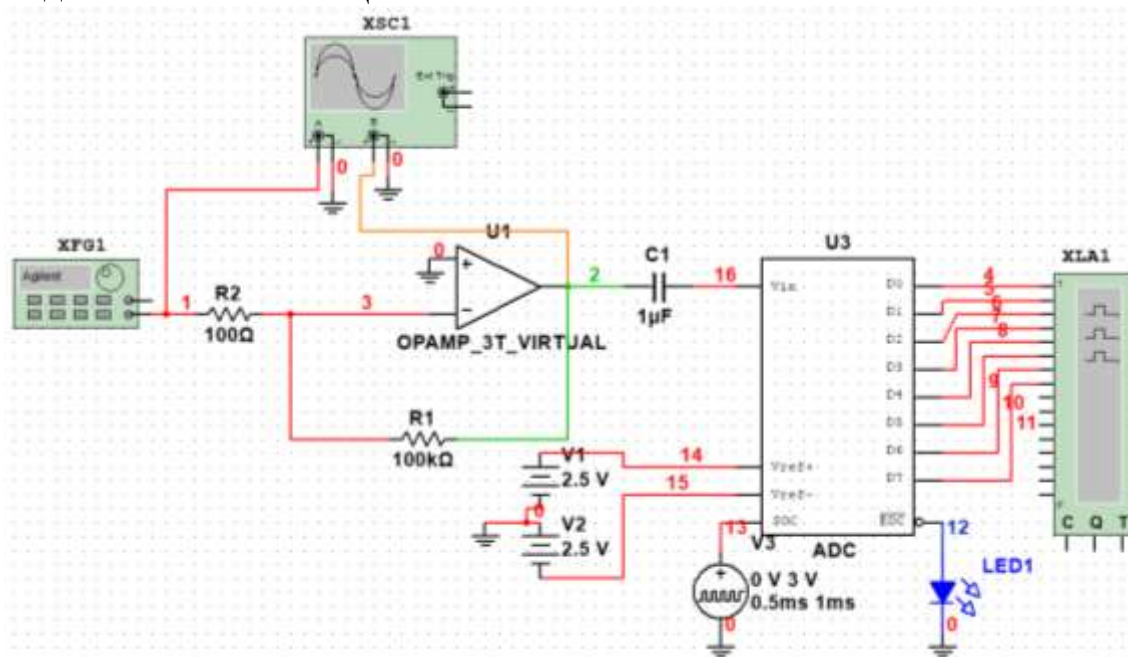 XSC1
Ext Trig
A
B
0
0
XFG1
Agilent
1
R2
100Ω
3
0
U1
OPAMP_3T_VIRTUAL
2
C1
1µF
16
R1
100kΩ
V1
2.5 V
14
15
0
V2
2.5 V
U3
Vin
Vref+
Vref-
SOC
D0
D1
D2
D3
D4
D5
D6
D7
ADC
13
V3
0 V 3 V
0.5ms 1ms
0
12
LED1
0
4
5
6
7
8
9
10
11
XLA1
1
C Q T